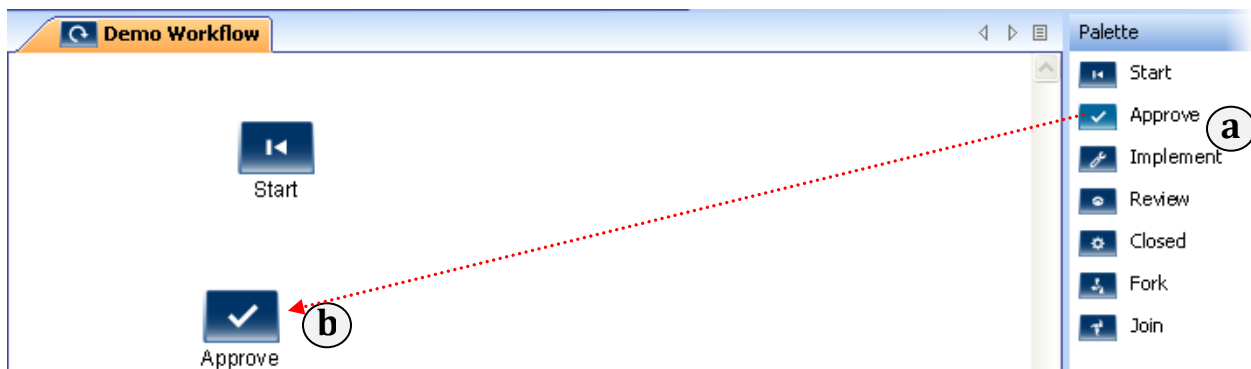 Demo Workflow
Palette
Start
Approve
a
Implement
Review
Closed
Fork
Join
Start
b
Approve